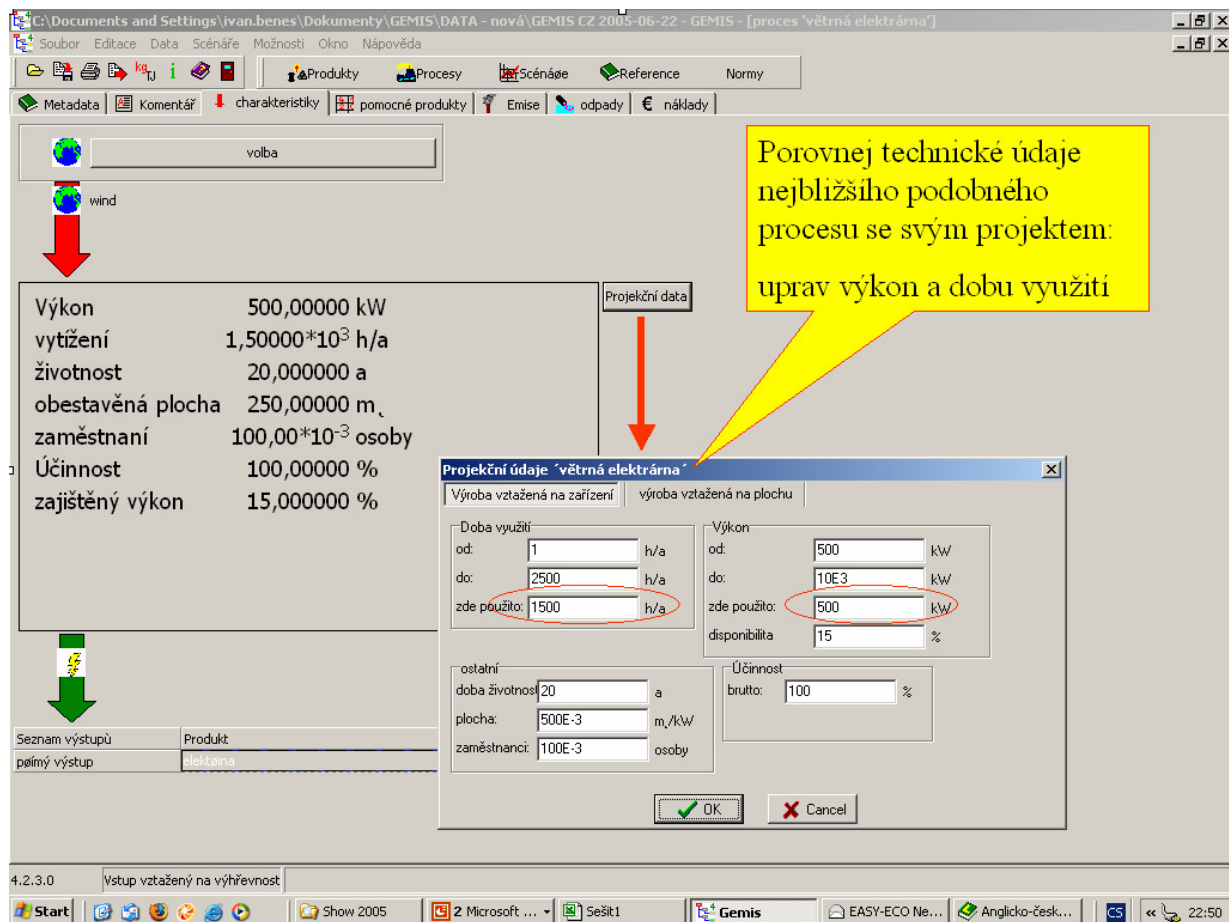 C:\Documents and Settings\ivan.benes\Dokumenty\GEMIS\DATA - nová\GEMIS CZ 2005-06-22 - GEMIS - [proces 'větrná elektrárna']
Soubor Editace Data Scénáře Možnosti Okno Nápověda
kg TJ i Produkty Procesy Scénáøe Reference Normy
Metadata Komentář charakteristiky pomocné produkty Emise odpady € náklady
volba
wind
Porovnej technické údaje
nejbližšího podobného
procesu se svým projektem:
uprav výkon a dobu využití
Projekční data
Výkon 500,00000 kW
vytížení 1,50000*10³ h/a
životnost 20,000000 a
obestavěná plocha 250,00000 m˛
zaměstnaní 100,00*10⁻³ osoby
Účinnost 100,00000 %
zajištěný výkon 15,000000 %
Projekční údaje ´větrná elektrárna´
Výroba vztažená na zařízení výroba vztažená na plochu
Doba využití
od: 1 h/a
do: 2500 h/a
zde použito: 1500 h/a
Výkon
od: 500 kW
do: 10E3 kW
zde použito: 500 kW
disponibilita 15 %
ostatní
doba životnost 20 a
plocha: 500E-3 m˛/kW
zaměstnanci: 100E-3 osoby
Účinnost
brutto: 100 %
OK Cancel
Seznam výstupù Produkt
pøímý výstup elektøina
4.2.3.0 Vstup vztažený na výhřevnost
Start Show 2005 2 Microsoft ... Sešit1 Gemis EASY-ECO Ne... Anglicko-česk... CS « 22:50